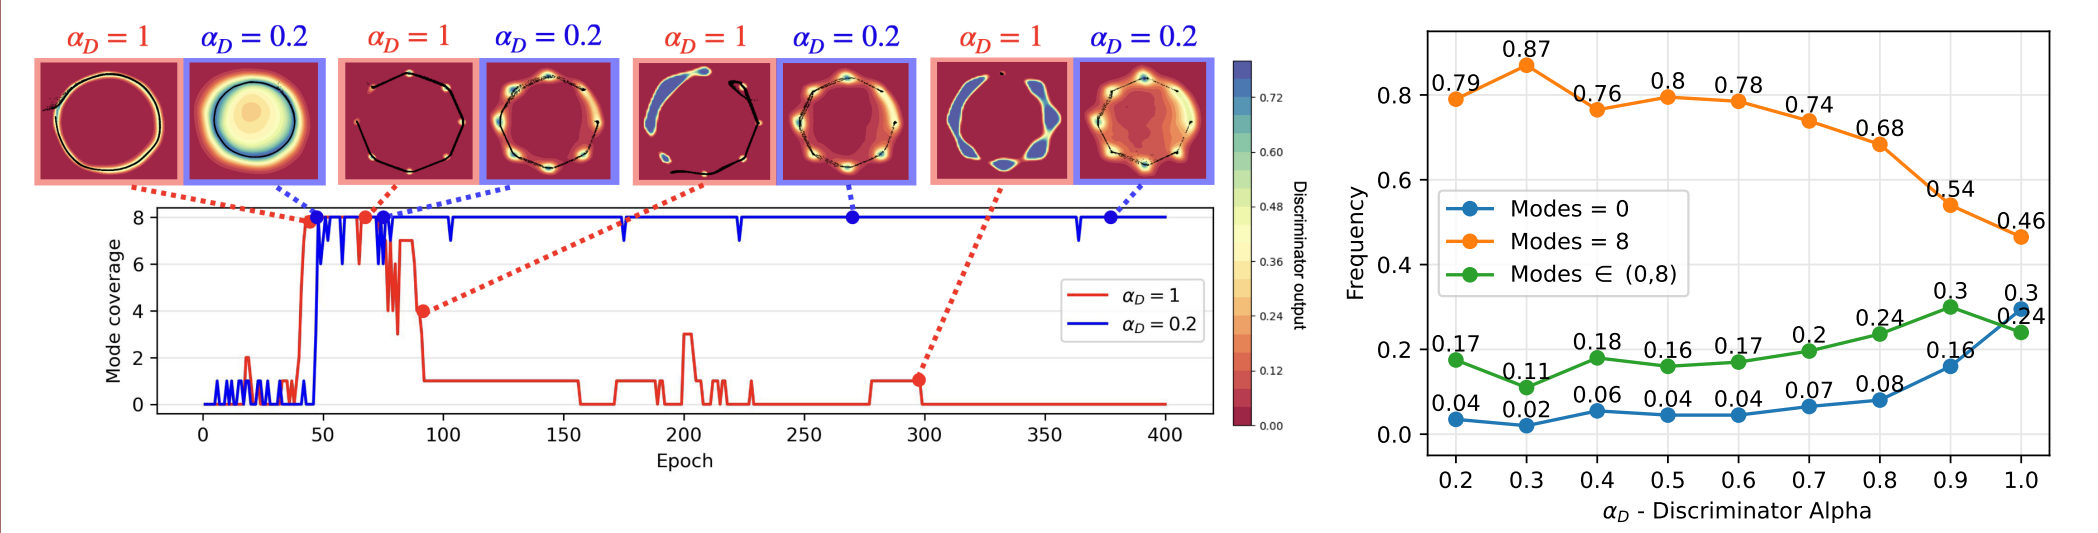 α_D = 1 α_D = 0.2 α_D = 1 α_D = 0.2 α_D = 1 α_D = 0.2 α_D = 1 α_D = 0.2
0.72
0.60
0.48
0.36
0.24
0.12
0.00
Discriminator output
8
6
4
2
0
Mode coverage
α_D = 1
α_D = 0.2
0 50 100 150 200 250 300 350 400
Epoch
0.8
0.6
0.4
0.2
0.0
Frequency
Modes = 0
Modes = 8
Modes ∈ (0,8)
0.79 0.87 0.76 0.8 0.78 0.74 0.68 0.54 0.46
0.17 0.11 0.18 0.16 0.17 0.2 0.24 0.3 0.24
0.04 0.02 0.06 0.04 0.04 0.07 0.08 0.16 0.3
0.2 0.3 0.4 0.5 0.6 0.7 0.8 0.9 1.0
α_D - Discriminator Alpha